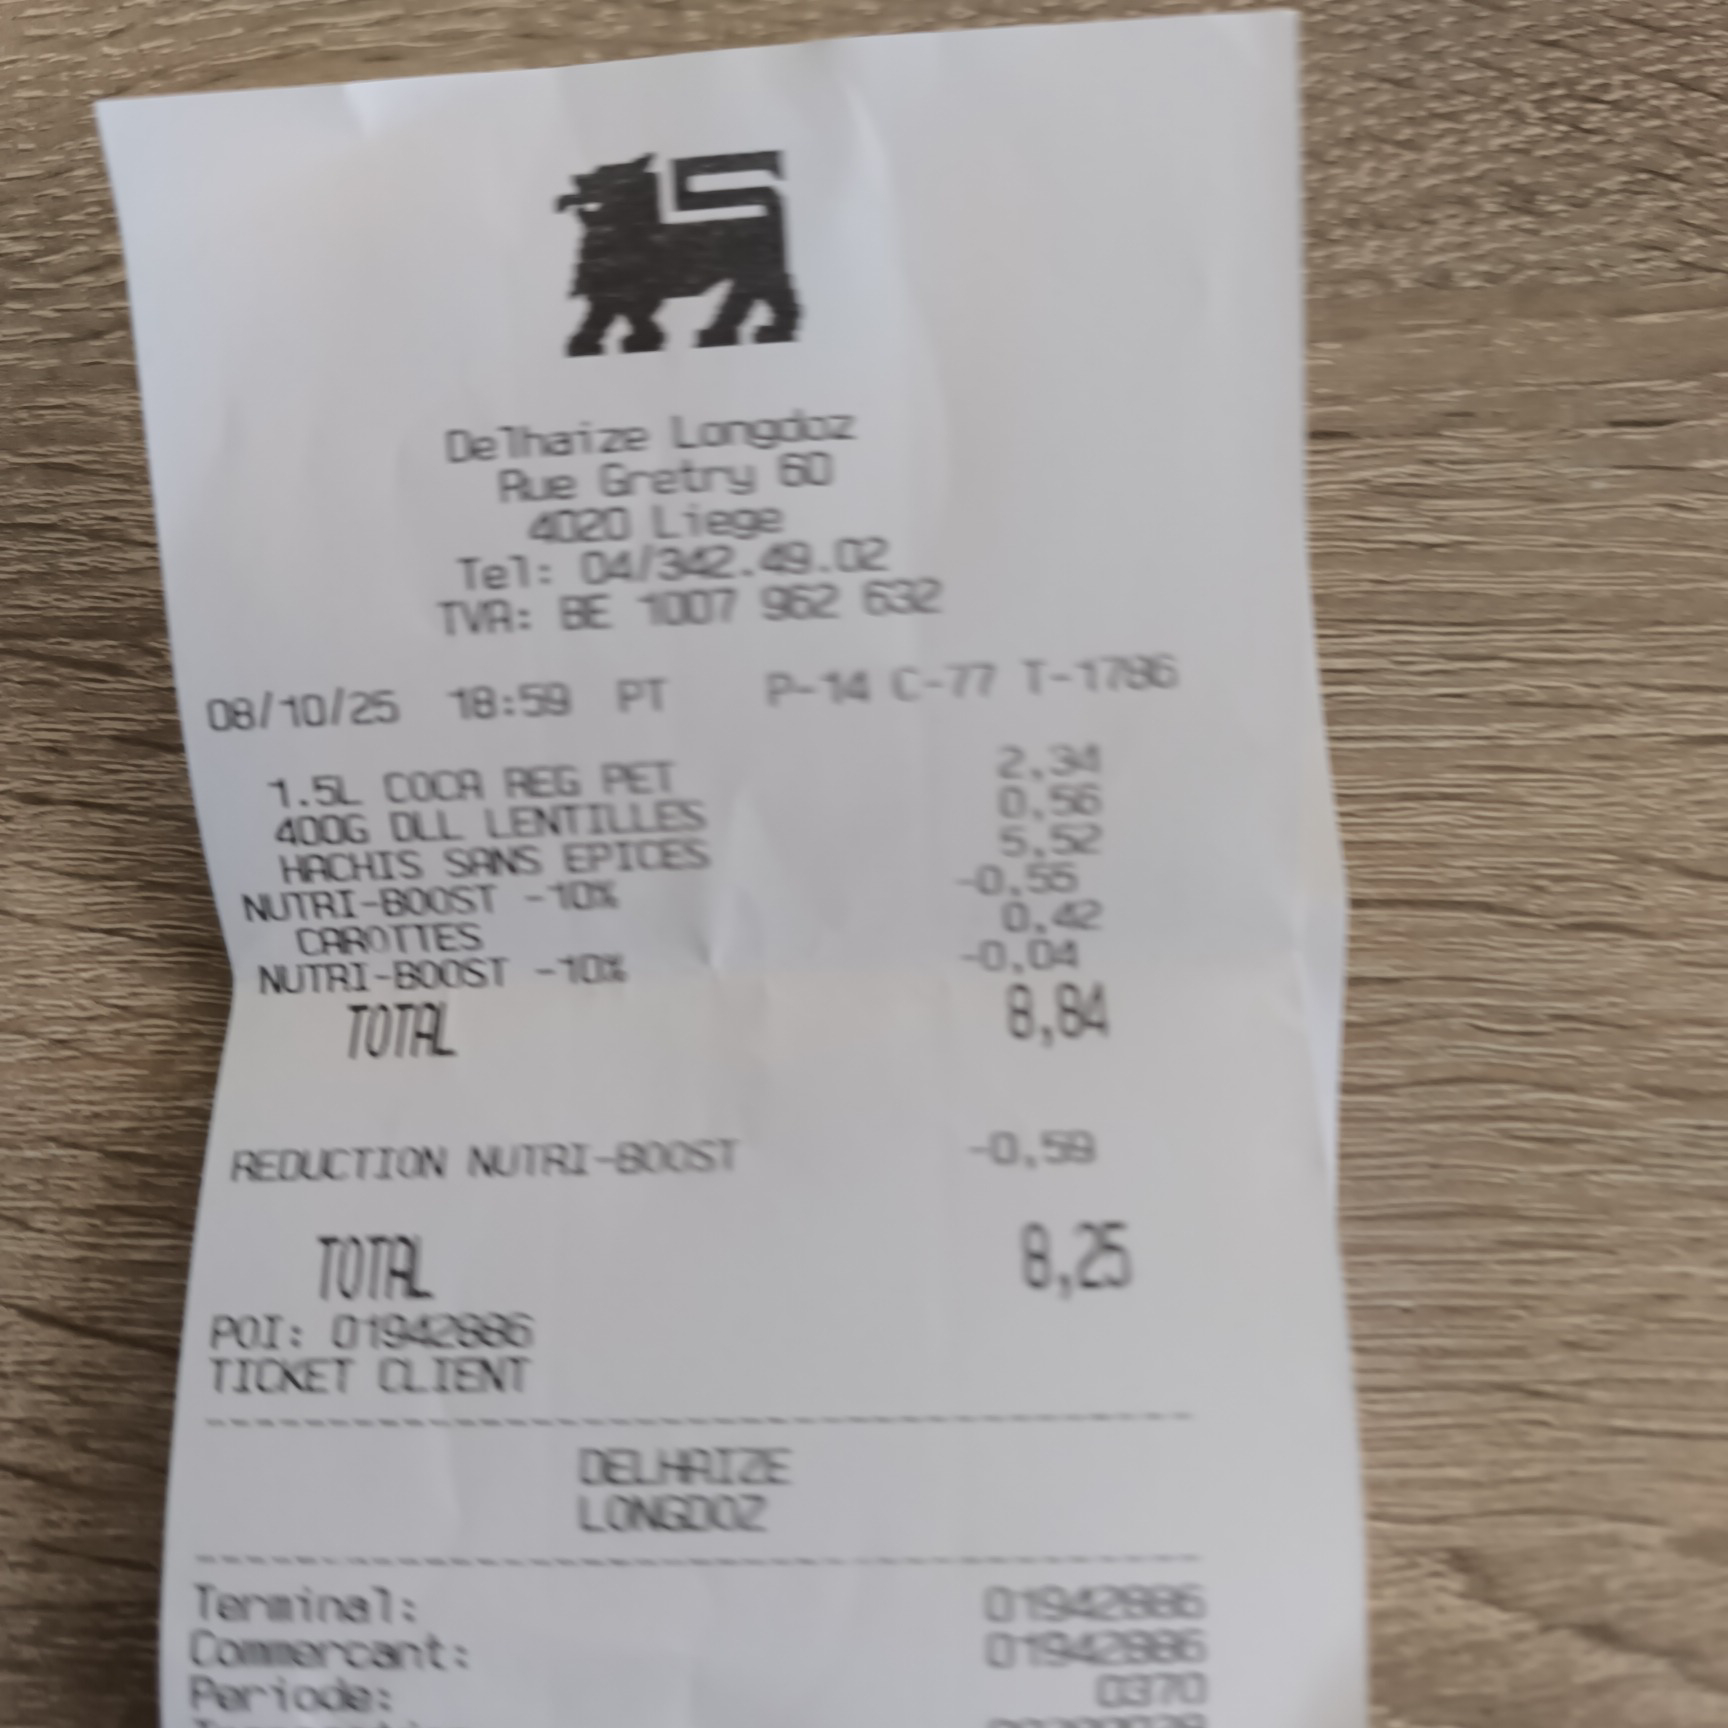 Delhaize Longdoz
Rue Gretry 60
4020 Liege
Tel: 04/342.49.02
TVA: BE 1007 962 632
08/10/25 18:59 PT P-14 C-77 T-1786
1.5L COCA REG PET 2,34
400G DLL LENTILLES 0,56
HACHIS SANS EPICES 5,52
NUTRI-BOOST -10% -0,55
CAROTTES 0,42
NUTRI-BOOST -10% -0,04
TOTAL 8,84
REDUCTION NUTRI-BOOST -0,59
TOTAL 8,25
POI: 01942886
TICKET CLIENT
DELHAIZE
LONGDOZ
Terminal: 01942886
Commercant: 01942886
Periode: 0370